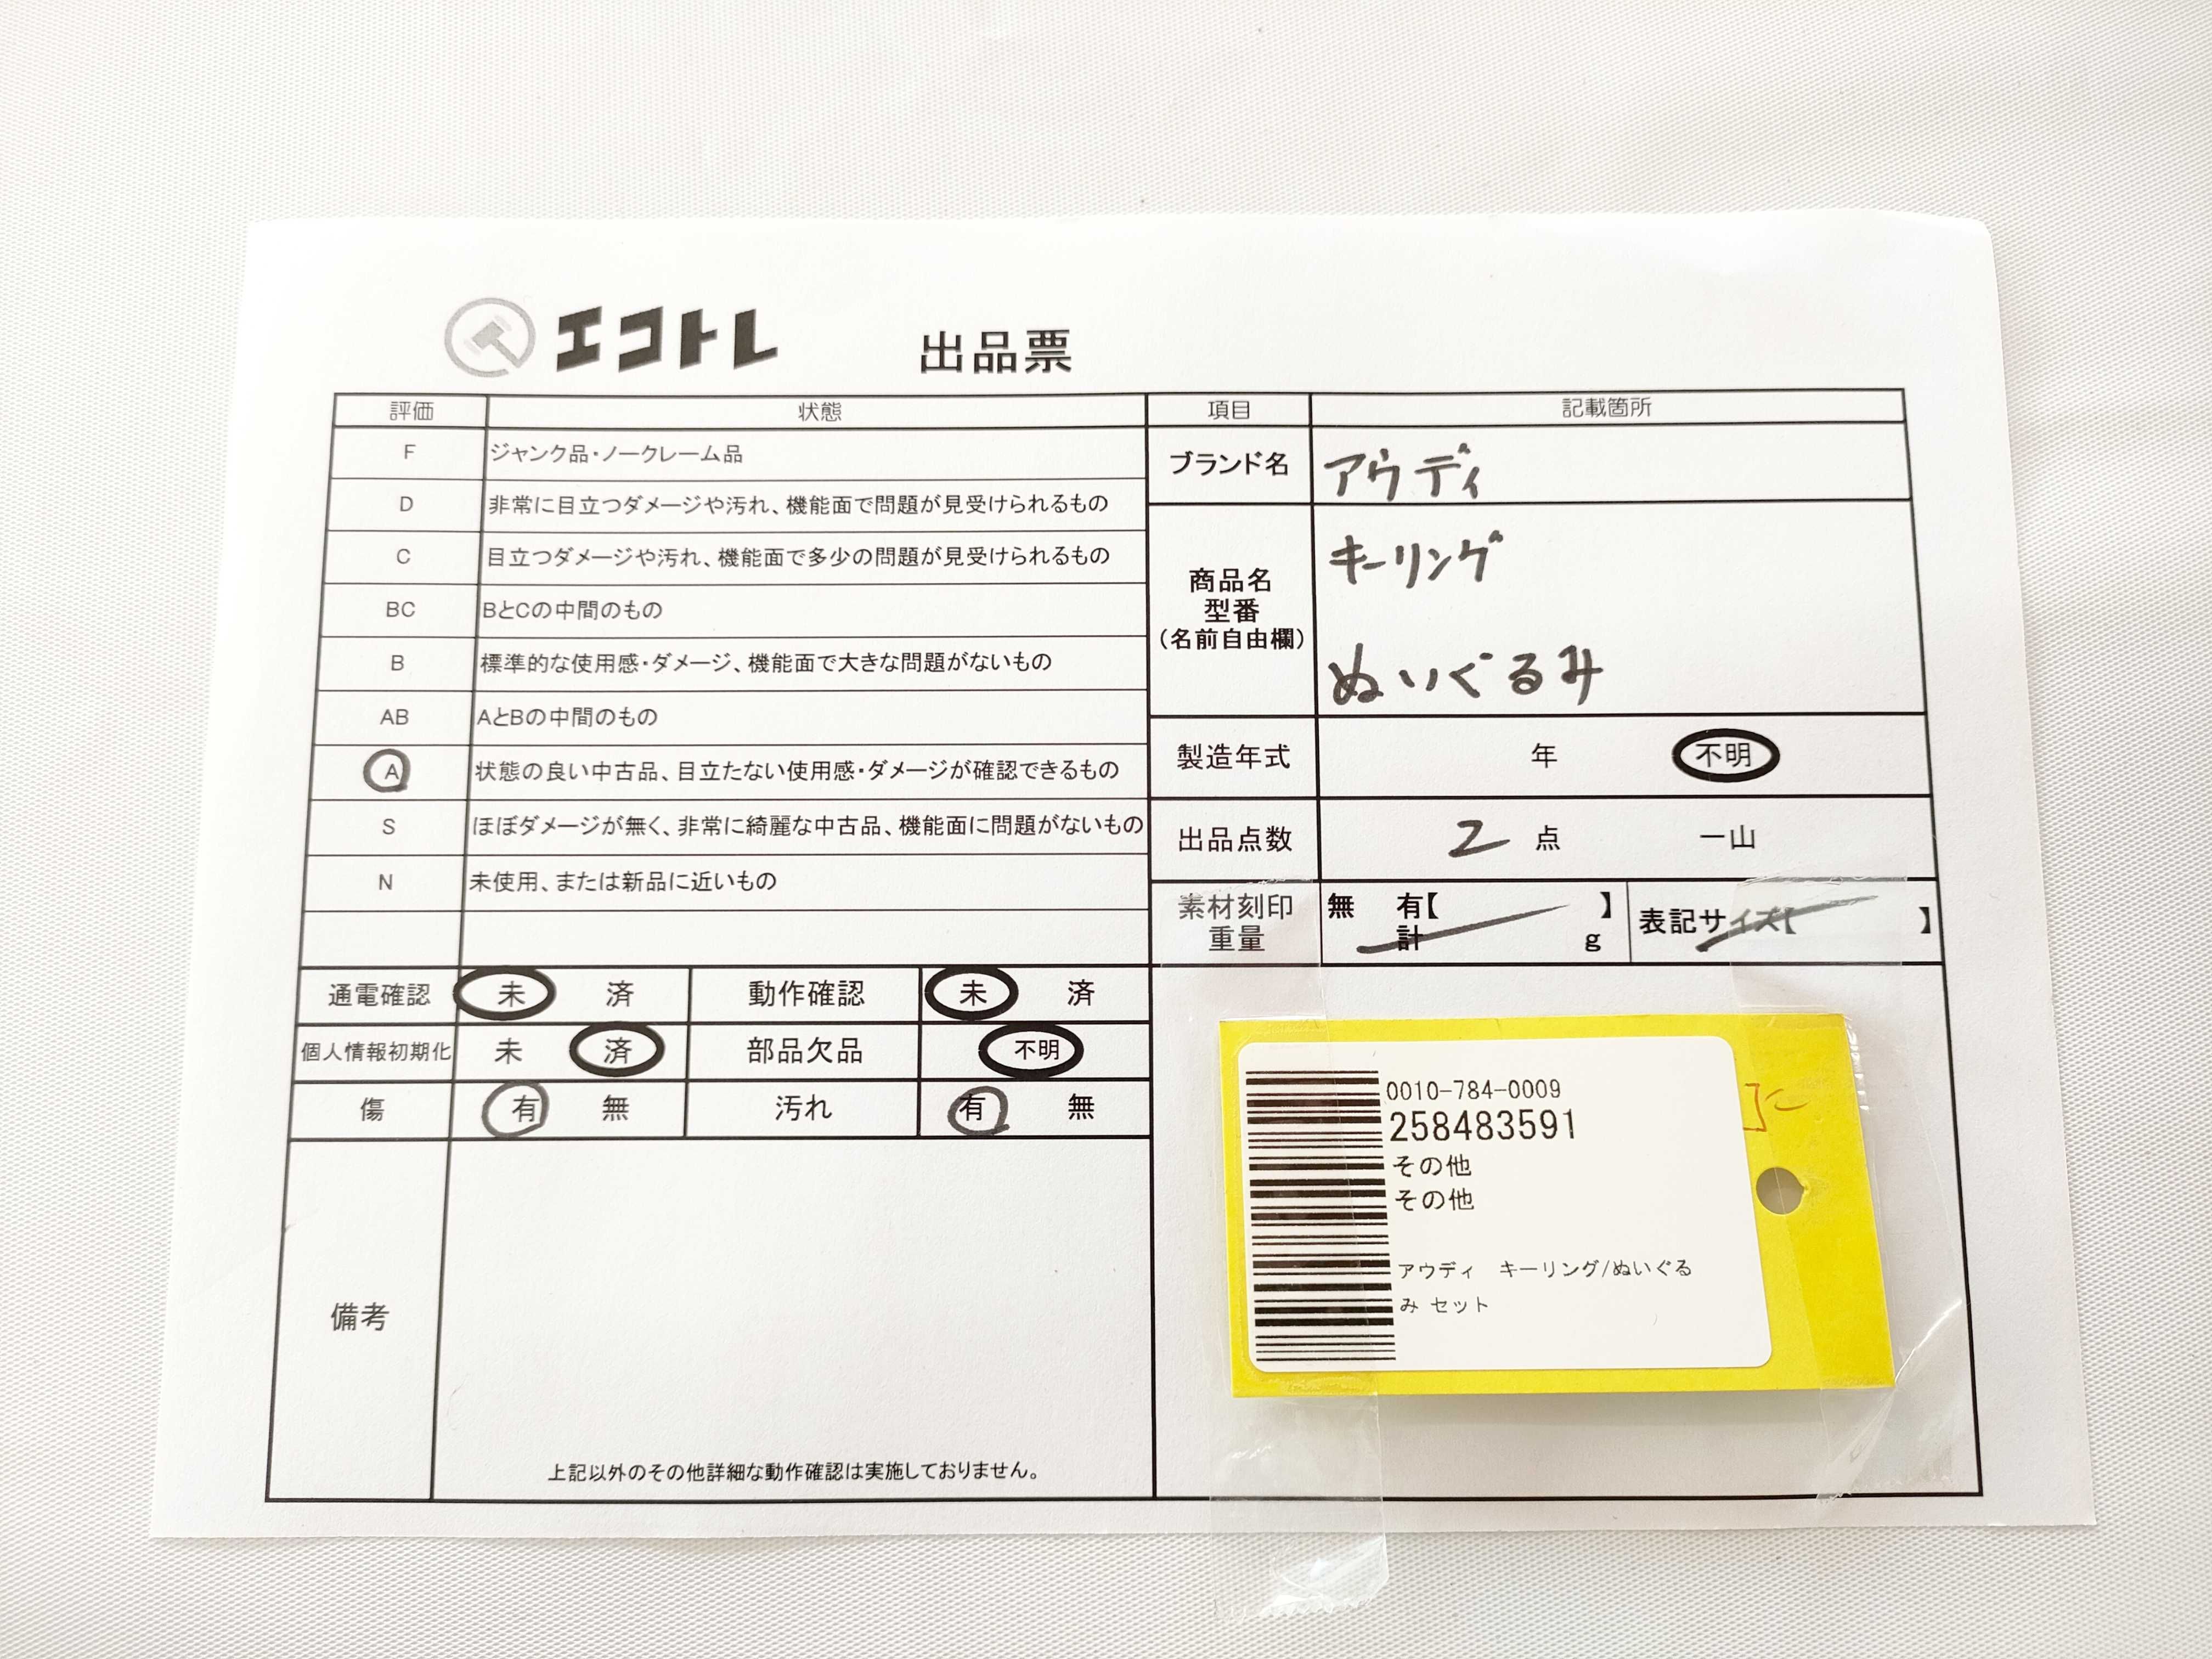 エコトレ 出品票
評価 状態
F ジャンク品・ノークレーム品
D 非常に目立つダメージや汚れ、機能面で問題が見受けられるもの
C 目立つダメージや汚れ、機能面で多少の問題が見受けられるもの
BC BとCの中間のもの
B 標準的な使用感・ダメージ、機能面で大きな問題がないもの
AB AとBの中間のもの
A 状態の良い中古品、目立たない使用感・ダメージが確認できるもの
S ほぼダメージが無く、非常に綺麗な中古品、機能面に問題がないもの
N 未使用、または新品に近いもの
通電確認 未 済 動作確認 未 済
個人情報初期化 未 済 部品欠品 不明
傷 有 無 汚れ 有 無
備考
上記以外のその他詳細な動作確認は実施しておりません。
項目 記載箇所
ブランド名 アウディ
商品名
型番
(名前自由欄)
キーリング
ぬいぐるみ
製造年式 年 不明
出品点数 2 点 一山
素材刻印 無 有【 】
重量 計 g
表記サイズ【 】
0010-784-0009
258483591
その他
その他
アウディ キーリング/ぬいぐる
み セット